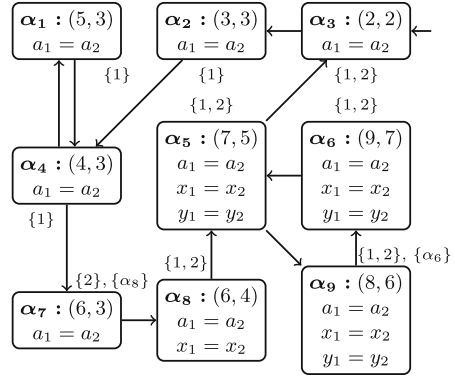 α₁ : (5, 3)
a₁ = a₂
α₂ : (3, 3)
a₁ = a₂
α₃ : (2, 2)
a₁ = a₂
{1}
{1}
{1, 2}
{1, 2}
{1, 2}
α₄ : (4, 3)
a₁ = a₂
α₅ : (7, 5)
a₁ = a₂
x₁ = x₂
y₁ = y₂
α₆ : (9, 7)
a₁ = a₂
x₁ = x₂
y₁ = y₂
{1}
{2}, {α₈}
{1, 2}
{1, 2}, {α₆}
α₇ : (6, 3)
a₁ = a₂
α₈ : (6, 4)
a₁ = a₂
x₁ = x₂
α₉ : (8, 6)
a₁ = a₂
x₁ = x₂
y₁ = y₂